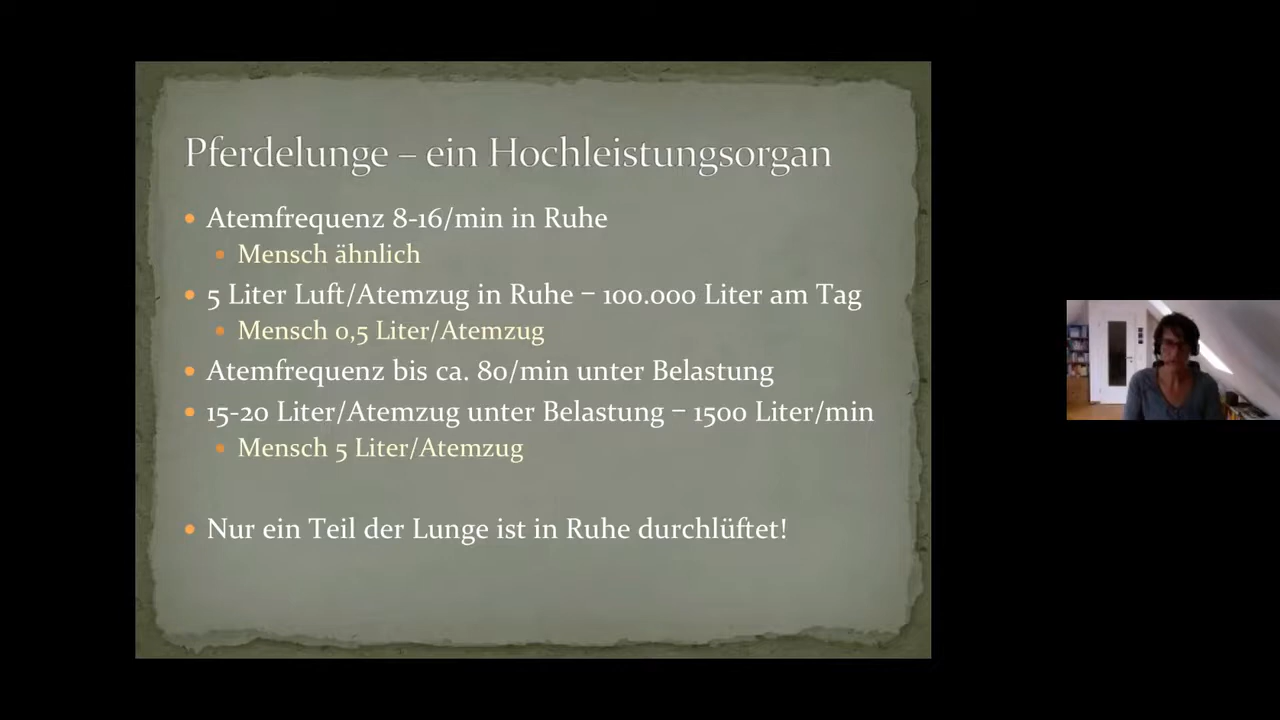 Pferdelunge – ein Hochleistungsorgan
Atemfrequenz 8-16/min in Ruhe
Mensch ähnlich
5 Liter Luft/Atemzug in Ruhe – 100.000 Liter am Tag
Mensch 0,5 Liter/Atemzug
Atemfrequenz bis ca. 80/min unter Belastung
15-20 Liter/Atemzug unter Belastung – 1500 Liter/min
Mensch 5 Liter/Atemzug
Nur ein Teil der Lunge ist in Ruhe durchlüftet!